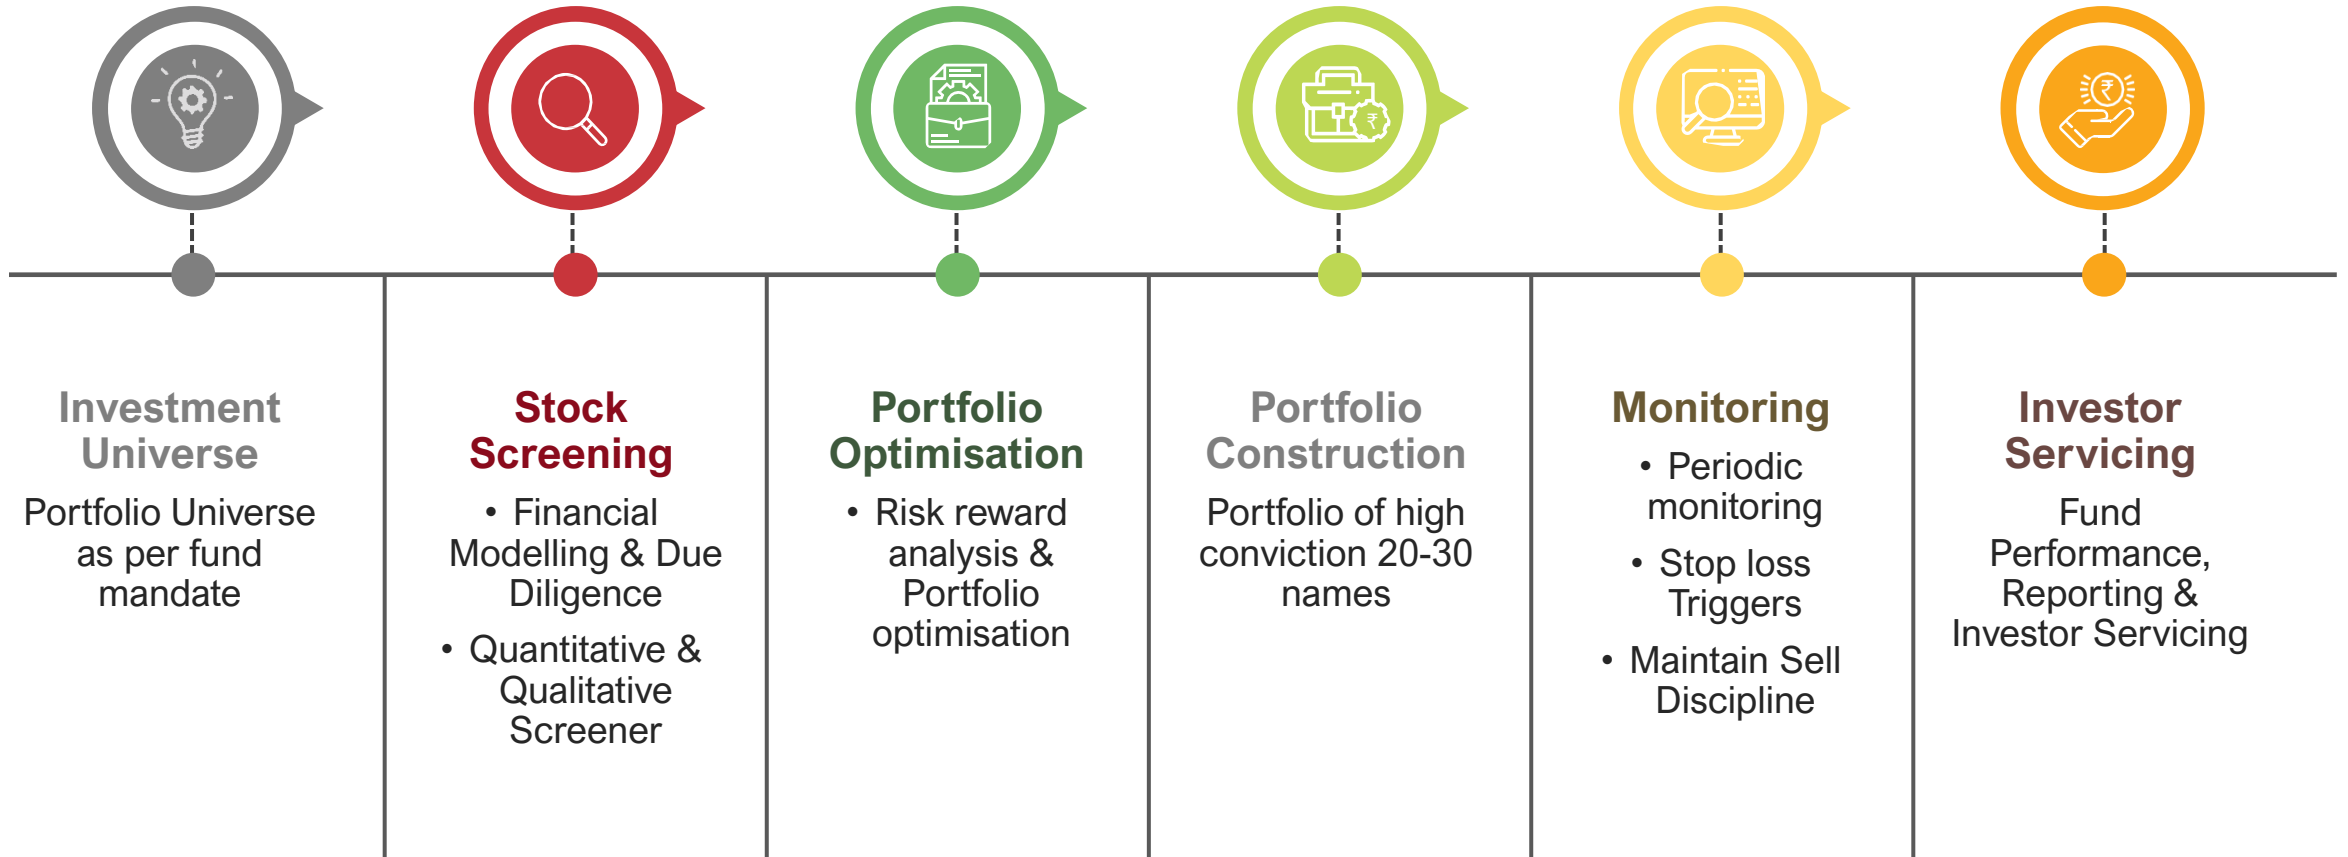 Investment
Universe
Portfolio Universe
as per fund
mandate
Stock
Screening
• Financial
Modelling & Due
Diligence
• Quantitative &
Qualitative
Screener
Portfolio
Optimisation
• Risk reward
analysis &
Portfolio
optimisation
₹
Portfolio
Construction
Portfolio of high
conviction 20-30
names
Monitoring
• Periodic
monitoring
• Stop loss
Triggers
• Maintain Sell
Discipline
₹
Investor
Servicing
Fund
Performance,
Reporting &
Investor Servicing